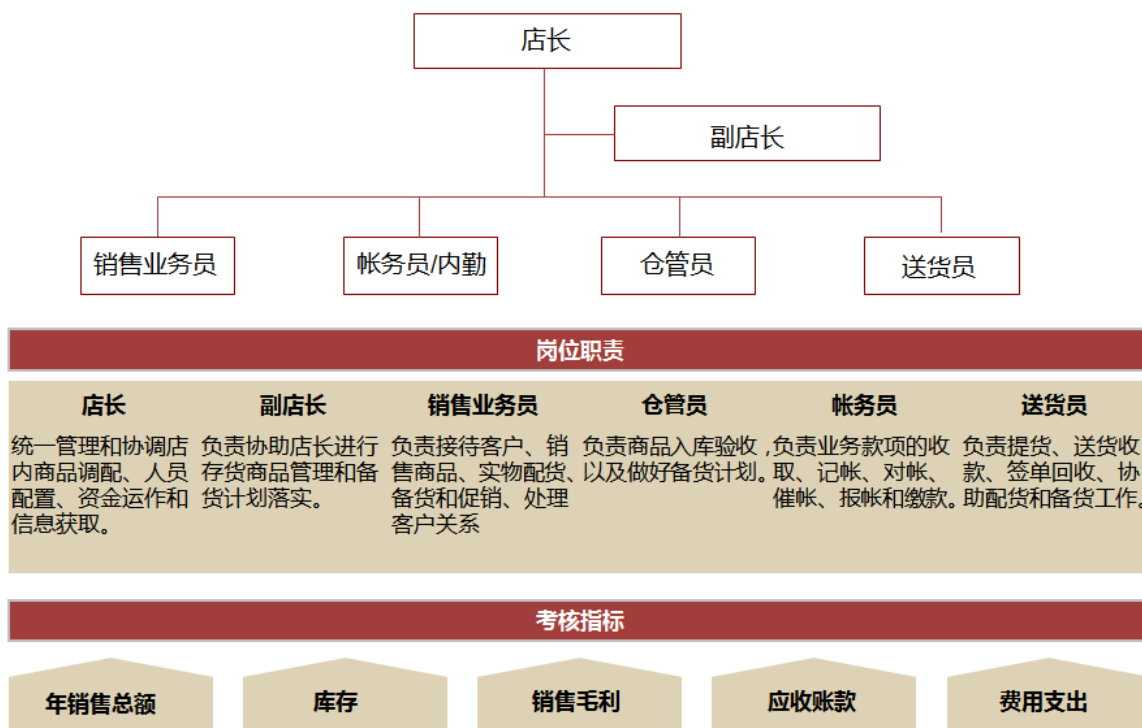 店长
副店长
销售业务员
帐务员/内勤
仓管员
送货员
岗位职责
店长
统一管理和协调店
内商品调配、人员
配置、资金运作和
信息获取。
副店长
负责协助店长进行
存货商品管理和备
货计划落实。
销售业务员
负责接待客户、销
售商品、实物配货、
备货和促销、处理
客户关系
仓管员
负责商品入库验收,
以及做好备货计划。
帐务员
负责业务款项的收
取、记帐、对帐、
催帐、报帐和缴款。
送货员
负责提货、送货收
款、签单回收、协
助配货和备货工作。
考核指标
年销售总额
库存
销售毛利
应收账款
费用支出